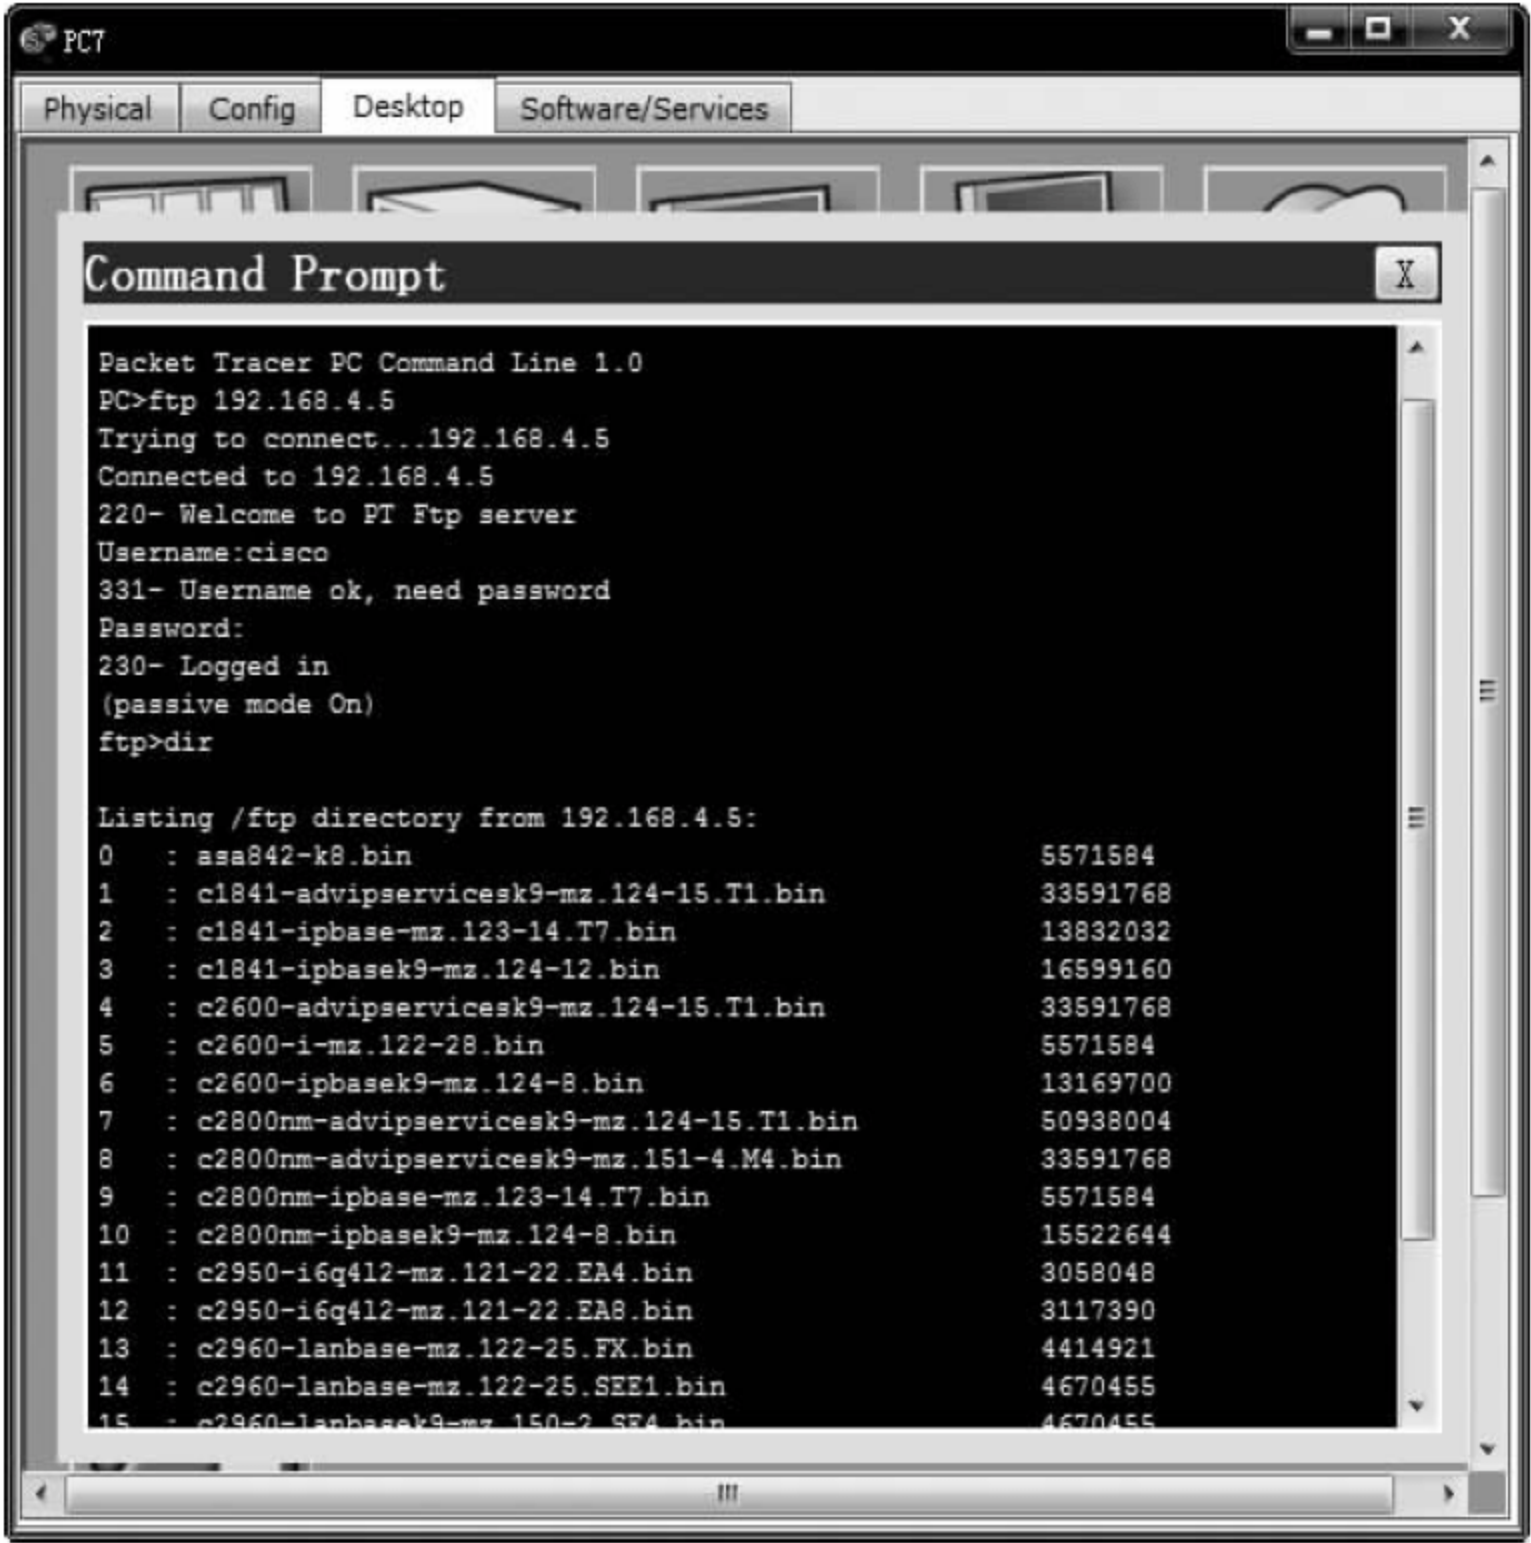 PC7
X
Physical Config Desktop Software/Services
Command Prompt X
Packet Tracer PC Command Line 1.0
PC>ftp 192.168.4.5
Trying to connect...192.168.4.5
Connected to 192.168.4.5
220- Welcome to PT Ftp server
Username:cisco
331- Username ok, need password
Password:
230- Logged in
(passive mode On)
ftp>dir
Listing /ftp directory from 192.168.4.5:
0 : asa842-k8.bin 5571584
1 : c1841-advipservicesk9-mz.124-15.T1.bin 33591768
2 : c1841-ipbase-mz.123-14.T7.bin 13832032
3 : c1841-ipbasek9-mz.124-12.bin 16599160
4 : c2600-advipservicesk9-mz.124-15.T1.bin 33591768
5 : c2600-i-mz.122-28.bin 5571584
6 : c2600-ipbasek9-mz.124-8.bin 13169700
7 : c2800nm-advipservicesk9-mz.124-15.T1.bin 50938004
8 : c2800nm-advipservicesk9-mz.151-4.M4.bin 33591768
9 : c2800nm-ipbase-mz.123-14.T7.bin 5571584
10 : c2800nm-ipbasek9-mz.124-8.bin 15522644
11 : c2950-i6q4l2-mz.121-22.EA4.bin 3058048
12 : c2950-i6q4l2-mz.121-22.EA8.bin 3117390
13 : c2960-lanbase-mz.122-25.FX.bin 4414921
14 : c2960-lanbase-mz.122-25.SEE1.bin 4670455
15 : c2960-lanbasek9-mz.150-2.SE4.bin 4670455